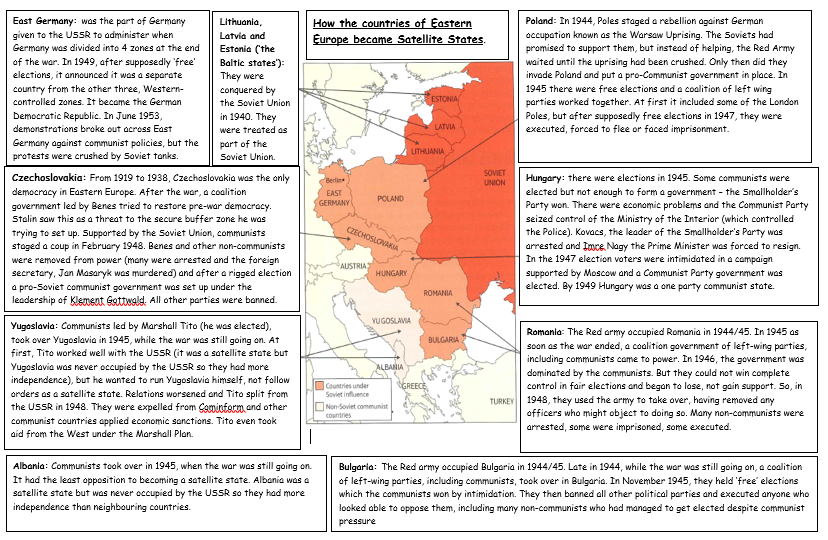 How the countries of Eastern
Europe became Satellite States.
East Germany: was the part of Germany
given to the USSR to administer when
Germany was divided into 4 zones at the end
of the war. In 1949, after supposedly 'free'
elections, it announced it was a separate
country from the other three, Western-
controlled zones. It became the German
Democratic Republic. In June 1953,
demonstrations broke out across East
Germany against communist policies, but the
protests were crushed by Soviet tanks.
Lithuania,
Latvia and
Estonia ('the
Baltic states'):
They were
conquered by
the Soviet Union
in 1940. They
were treated as
part of the
Soviet Union.
Poland: In 1944, Poles staged a rebellion against German
occupation known as the Warsaw Uprising. The Soviets had
promised to support them, but instead of helping, the Red Army
waited until the uprising had been crushed. Only then did they
invade Poland and put a pro-Communist government in place. In
1945 there were free elections and a coalition of left wing
parties worked together. At first it included some of the London
Poles, but after supposedly free elections in 1947, they were
executed, forced to flee or faced imprisonment.
Czechoslovakia: From 1919 to 1938, Czechoslovakia was the only
democracy in Eastern Europe. After the war, a coalition
government led by Benes tried to restore pre-war democracy.
Stalin saw this as a threat to the secure buffer zone he was
trying to set up. Supported by the Soviet Union, communists
staged a coup in February 1948. Benes and other non-communists
were removed from power (many were arrested and the foreign
secretary, Jan Masaryk was murdered) and after a rigged election
a pro-Soviet communist government was set up under the
leadership of Klement Gottwald. All other parties were banned.
Hungary: there were elections in 1945. Some communists were
elected but not enough to form a government – the Smallholder's
Party won. There were economic problems and the Communist Party
seized control of the Ministry of the Interior (which controlled
the Police). Kovacs, the leader of the Smallholder's Party was
arrested and Imre Nagy the Prime Minister was forced to resign.
In the 1947 election voters were intimidated in a campaign
supported by Moscow and a Communist Party government was
elected. By 1949 Hungary was a one party communist state.
Yugoslavia: Communists led by Marshall Tito (he was elected),
took over Yugoslavia in 1945, while the war was still going on. At
first, Tito worked well with the USSR (it was a satellite state but
Yugoslavia was never occupied by the USSR so they had more
independence), but he wanted to run Yugoslavia himself, not follow
orders as a satellite state. Relations worsened and Tito split from
the USSR in 1948. They were expelled from Cominform and other
communist countries applied economic sanctions. Tito even took
aid from the West under the Marshall Plan.
Romania: The Red army occupied Romania in 1944/45. In 1945 as
soon as the war ended, a coalition government of left-wing parties,
including communists came to power. In 1946, the government was
dominated by the communists. But they could not win complete
control in fair elections and began to lose, not gain support. So, in
1948, they used the army to take over, having removed any
officers who might object to doing so. Many non-communists were
arrested, some were imprisoned, some executed.
Albania: Communists took over in 1945, when the war was still going on.
It had the least opposition to becoming a satellite state. Albania was a
satellite state but was never occupied by the USSR so they had more
independence than neighbouring countries.
Bulgaria: The Red army occupied Bulgaria in 1944/45. Late in 1944, while the war was still going on, a coalition
of left-wing parties, including communists, took over in Bulgaria. In November 1945, they held 'free' elections
which the communists won by intimidation. They then banned all other political parties and executed anyone who
looked able to oppose them, including many non-communists who had managed to get elected despite communist
pressure
ESTONIA
LATVIA
LITHUANIA
SOVIET
UNION
Berlin
EAST
GERMANY
POLAND
CZECHOSLOVAKIA
AUSTRIA
HUNGARY
ROMANIA
YUGOSLAVIA
BULGARIA
ALBANIA
GREECE
TURKEY
Countries under
Soviet influence
Non-Soviet communist
countries